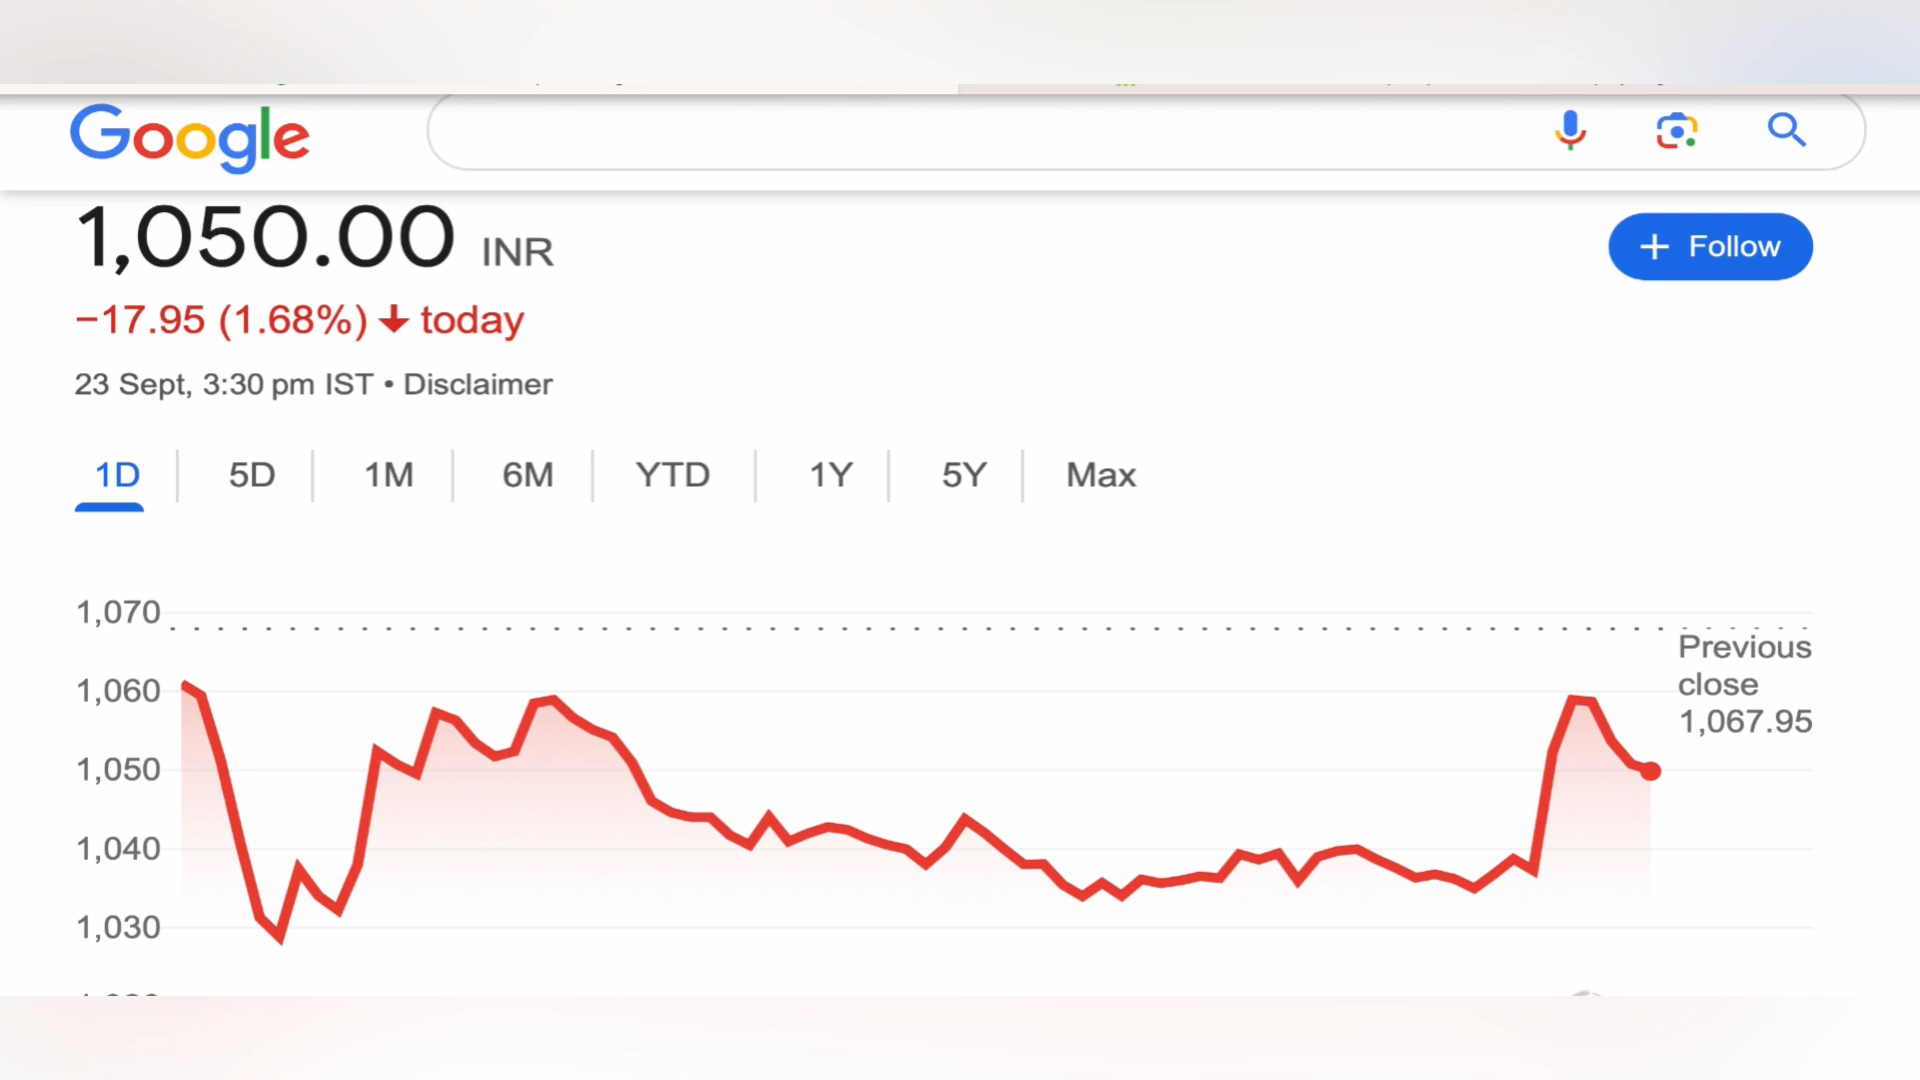 Google
1,050.00 INR
+ Follow
−17.95 (1.68%) ↓ today
23 Sept, 3:30 pm IST • Disclaimer
1D 5D 1M 6M YTD 1Y 5Y Max
1,070
Previous
close
1,067.95
1,060
1,050
1,040
1,030